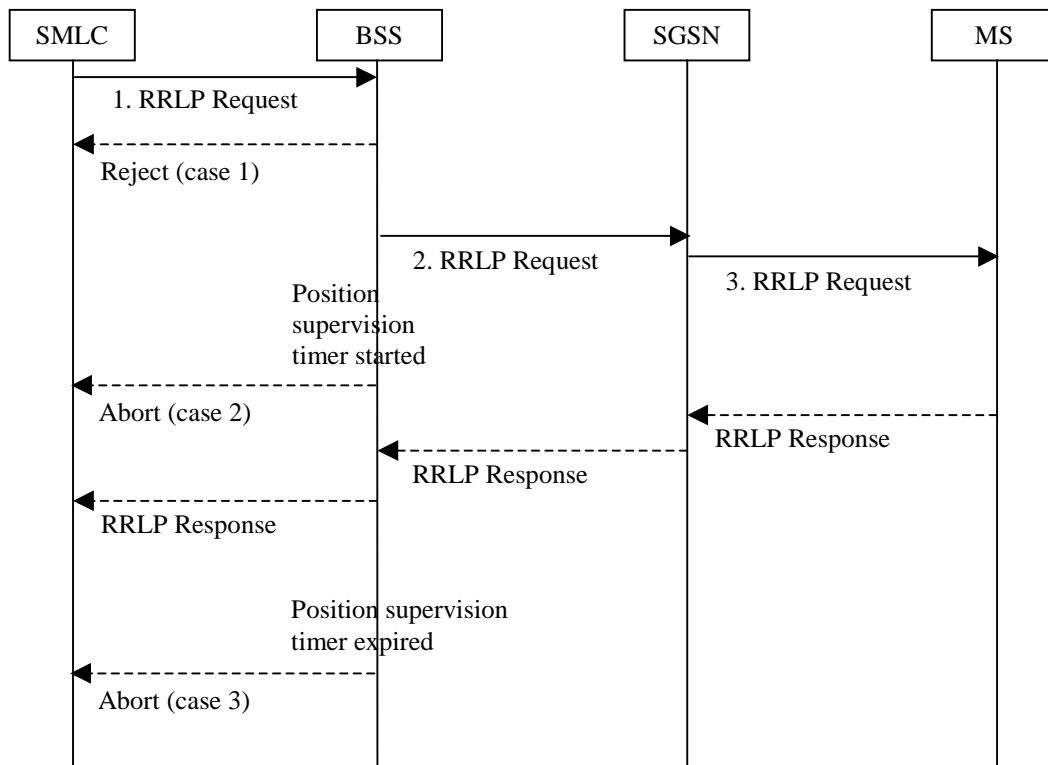 SMLC
BSS
SGSN
MS
1. RRLP Request
Reject (case 1)
2. RRLP Request
3. RRLP Request
Position
supervision
timer started
Abort (case 2)
RRLP Response
RRLP Response
RRLP Response
Position supervision
timer expired
Abort (case 3)